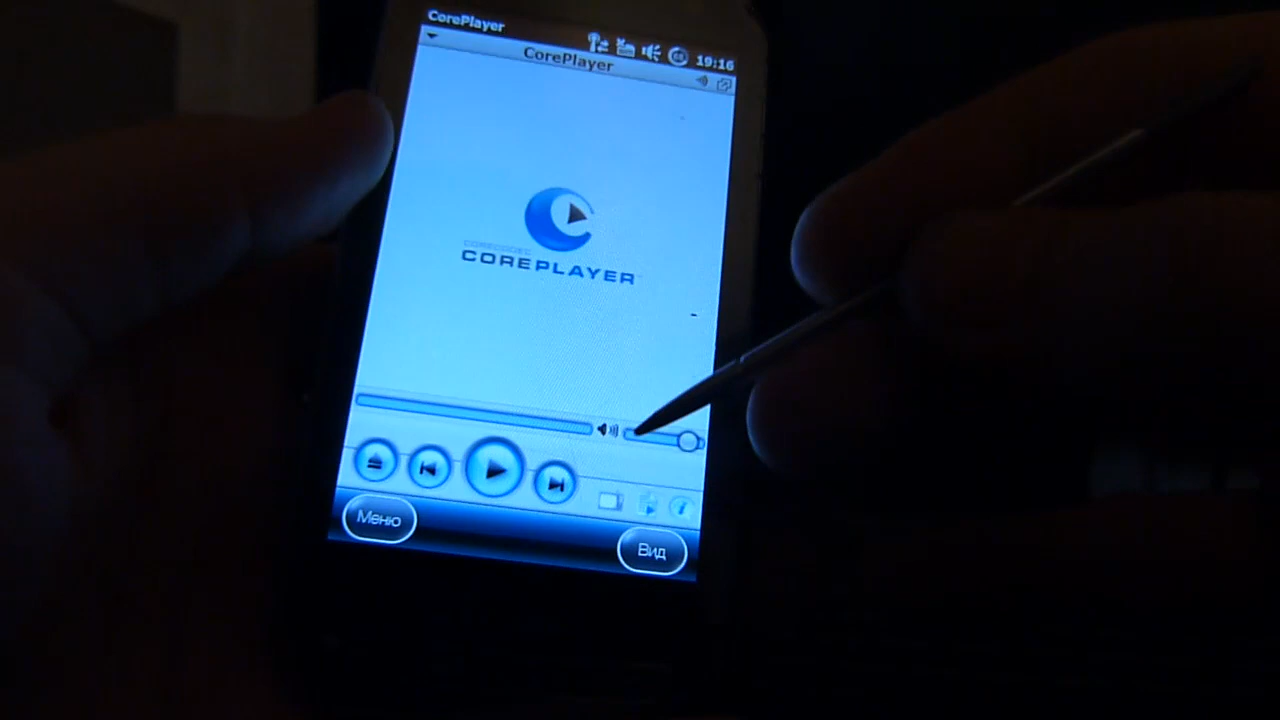 CorePlayer
19:16
CorePlayer
COREPLAYER
Меню
Вид